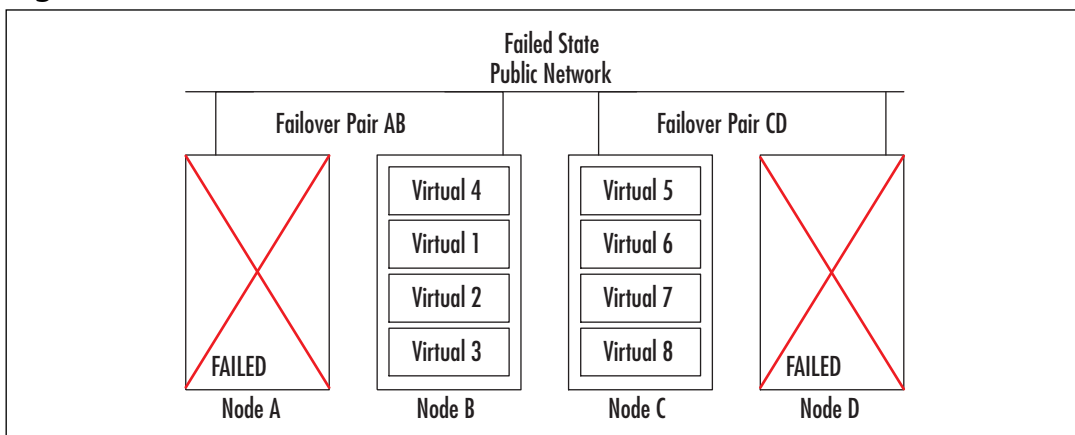 Failed State
Public Network
Failover Pair AB
Failover Pair CD
Virtual 4
Virtual 1
Virtual 2
Virtual 3
Virtual 5
Virtual 6
Virtual 7
Virtual 8
FAILED
FAILED
Node A
Node B
Node C
Node D